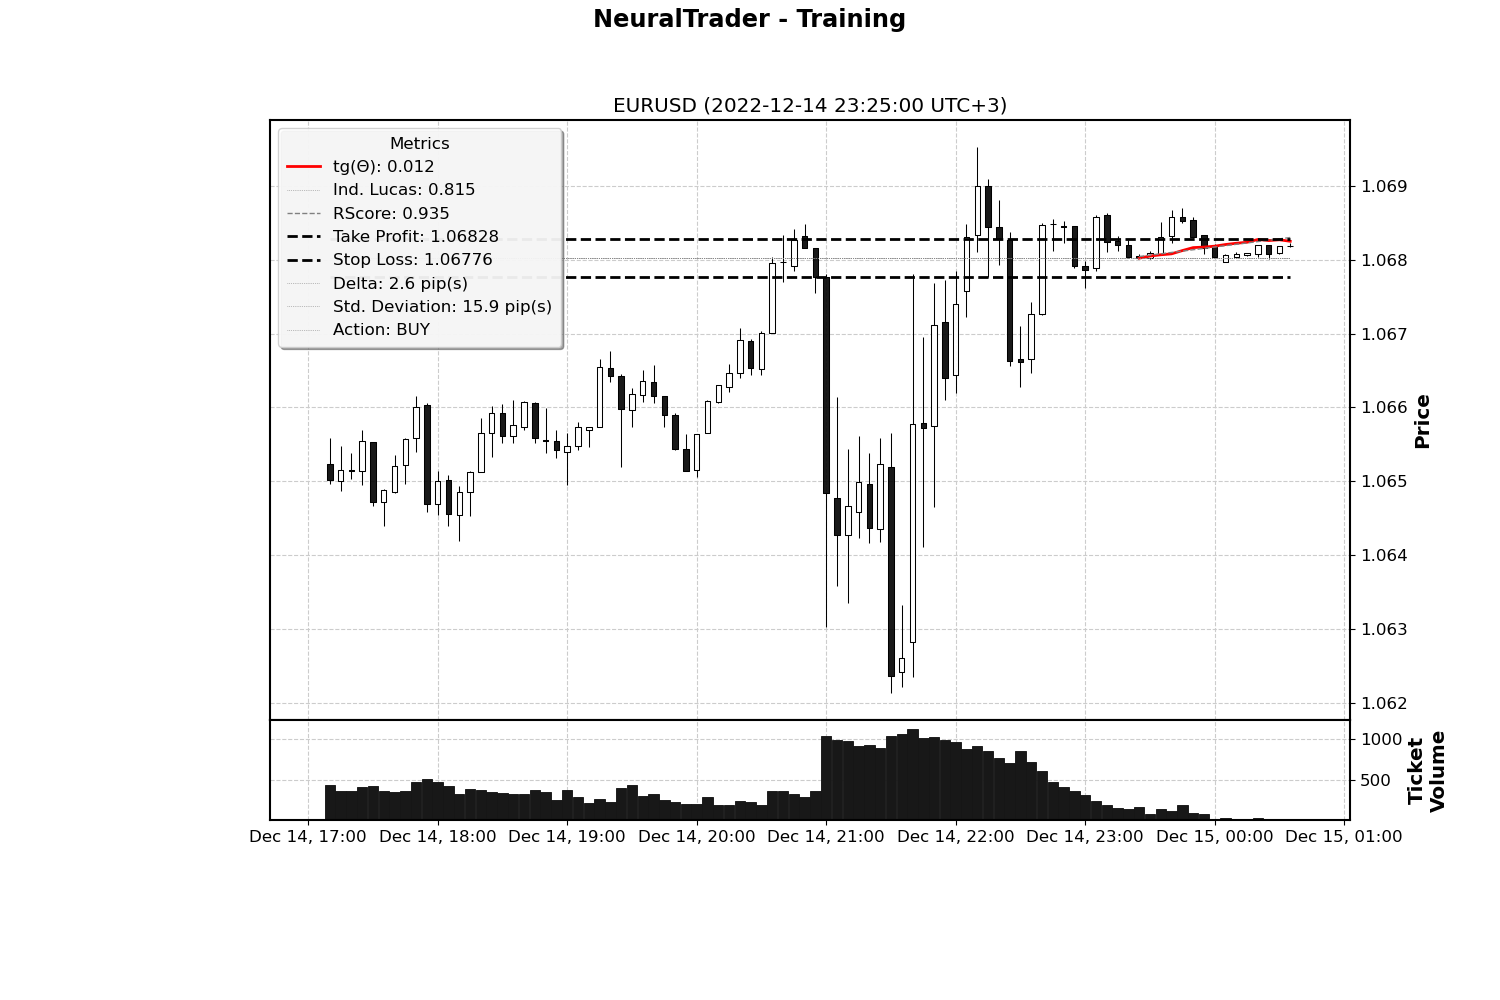 NeuralTrader - Training
EURUSD (2022-12-14 23:25:00 UTC+3)
Metrics
tg(Θ): 0.012
Ind. Lucas: 0.815
RScore: 0.935
Take Profit: 1.06828
Stop Loss: 1.06776
Delta: 2.6 pip(s)
Std. Deviation: 15.9 pip(s)
Action: BUY
1.069
1.068
1.067
1.066
1.065
1.064
1.063
1.062
Price
1000
500
Ticket
Volume
Dec 14, 17:00 Dec 14, 18:00 Dec 14, 19:00 Dec 14, 20:00 Dec 14, 21:00 Dec 14, 22:00 Dec 14, 23:00 Dec 15, 00:00 Dec 15, 01:00